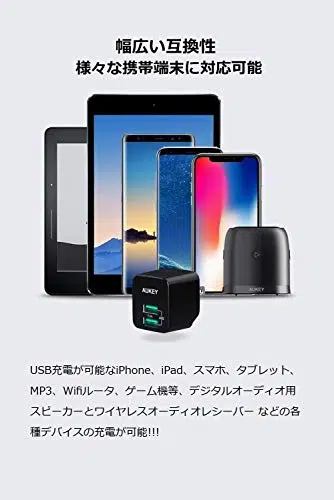 幅広い互換性
様々な携帯端末に対応可能
AUKEY
USB充電が可能なiPhone、iPad、スマホ、タブレット、
MP3、Wifiルータ、ゲーム機等、デジタルオーディオ用
スピーカーとワイヤレスオーディオレシーバー などの各
種デバイスの充電が可能!!!